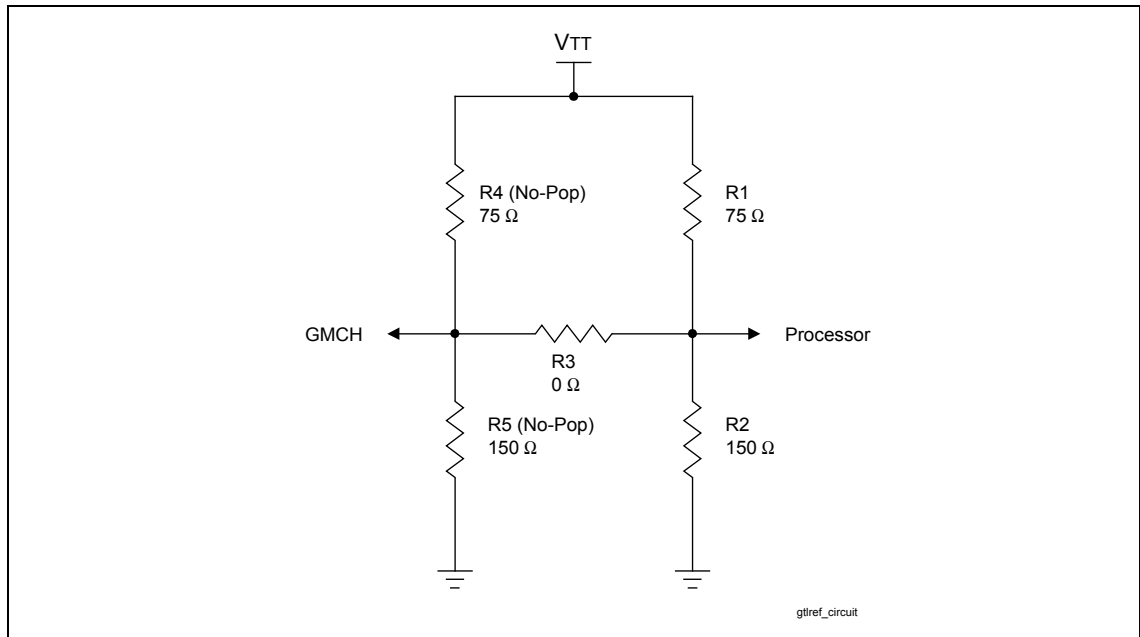 VTT
R4 (No-Pop)
75 Ω
R1
75 Ω
GMCH
Processor
R3
0 Ω
R5 (No-Pop)
150 Ω
R2
150 Ω
gtlref_circuit